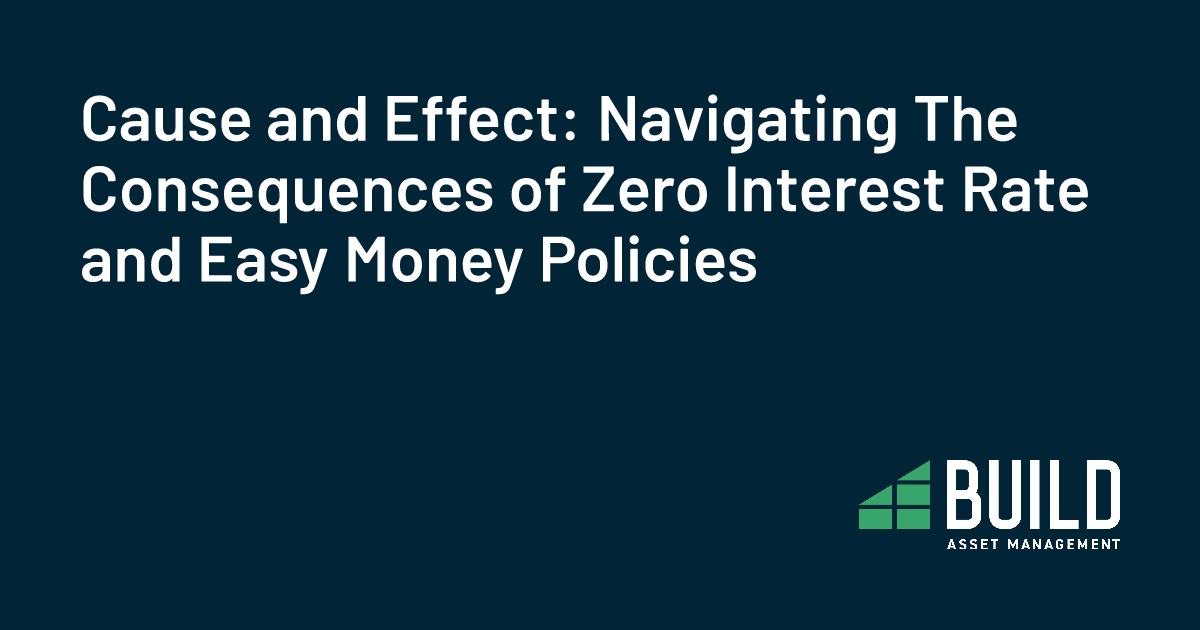 Cause and Effect: Navigating The
Consequences of Zero Interest Rate
and Easy Money Policies
BUILD
ASSET MANAGEMENT